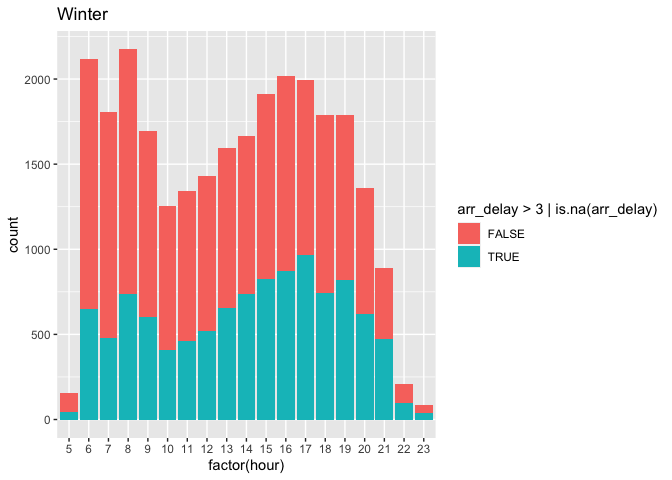 Winter
count
2000
1500
1000
500
0
5 6 7 8 9 10 11 12 13 14 15 16 17 18 19 20 21 22 23
factor(hour)
arr_delay > 3 | is.na(arr_delay)
FALSE
TRUE